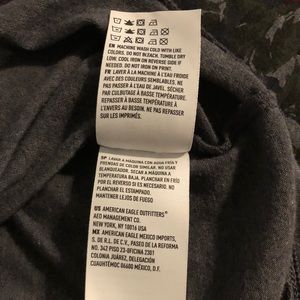 EN MACHINE WASH COLD WITH LIKE
COLORS. DO NOT BLEACH. TUMBLE DRY
LOW. COOL IRON ON REVERSE SIDE IF
NEEDED. DO NOT IRON ON PRINT.
FR LAVER À LA MACHINE À L'EAU FROIDE
AVEC DES COULEURS SEMBLABLES. NE
PAS PASSER À L'EAU DE JAVEL. SÉCHER
PAR CULBUTAGE À BASSE TEMPÉRATURE.
REPASSER À BASSE TEMPÉRATURE À
L'ENVERS AU BESOIN. NE PAS REPASSER
SUR LES IMPRIMÉS.
SP LAVAR A MÁQUINA CON AGUA FRÍA Y
PRENDAS DE COLOR SIMILAR. NO USAR
BLANQUEADOR. SECAR A MÁQUINA A
TEMPERATURA BAJA. PLANCHAR EN FRÍO
POR EL REVERSO SI ES NECESARIO. NO
PLANCHAR EL ESTAMPADO.
MANTENER LEJOS DE FUEGO
US AMERICAN EAGLE OUTFITTERS®
AEO MANAGEMENT CO.
NEW YORK, NY 10016 USA
MX AMERICAN EAGLE MEXICO IMPORTS,
S. DE R.L. DE C.V., PASEO DE LA REFORMA
NO. 342 PISO 23-OFICINA 2301
COLONIA JUÁREZ, DELEGACIÓN
CUAUHTÉMOC 06600 MÉXICO, DF